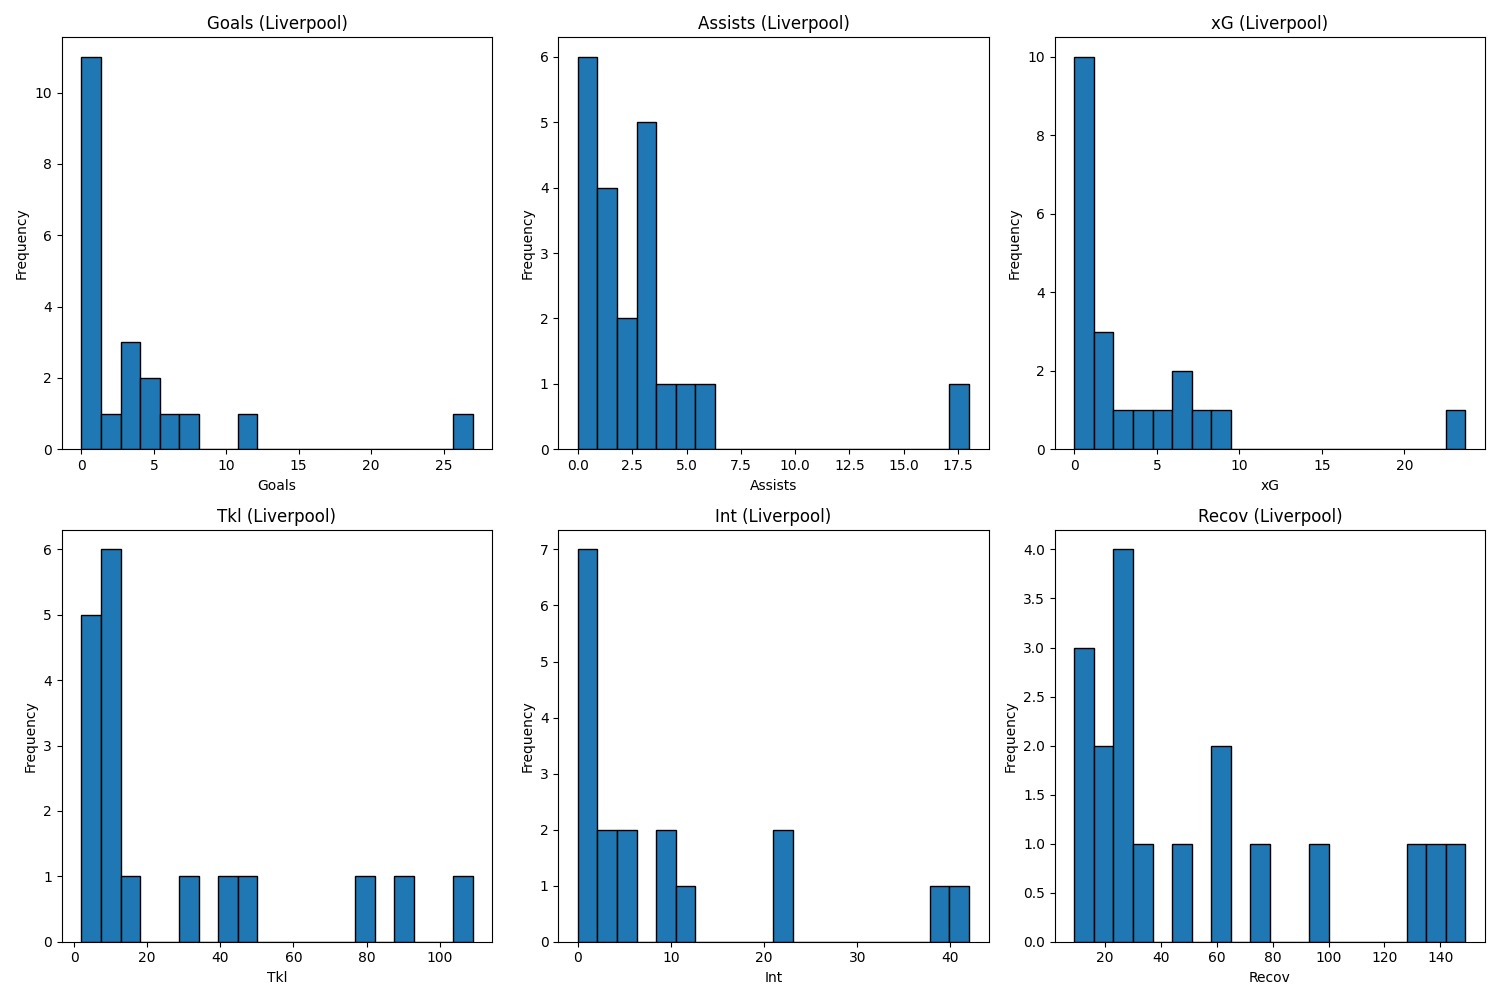 Goals (Liverpool)
Frequency
10
8
6
4
2
0
0 5 10 15 20 25
Goals
Assists (Liverpool)
Frequency
6
5
4
3
2
1
0
0.0 2.5 5.0 7.5 10.0 12.5 15.0 17.5
Assists
xG (Liverpool)
Frequency
10
8
6
4
2
0
0 5 10 15 20
xG
Tkl (Liverpool)
Frequency
6
5
4
3
2
1
0
0 20 40 60 80 100
Tkl
Int (Liverpool)
Frequency
7
6
5
4
3
2
1
0
0 10 20 30 40
Int
Recov (Liverpool)
Frequency
4.0
3.5
3.0
2.5
2.0
1.5
1.0
0.5
0.0
20 40 60 80 100 120 140
Recov